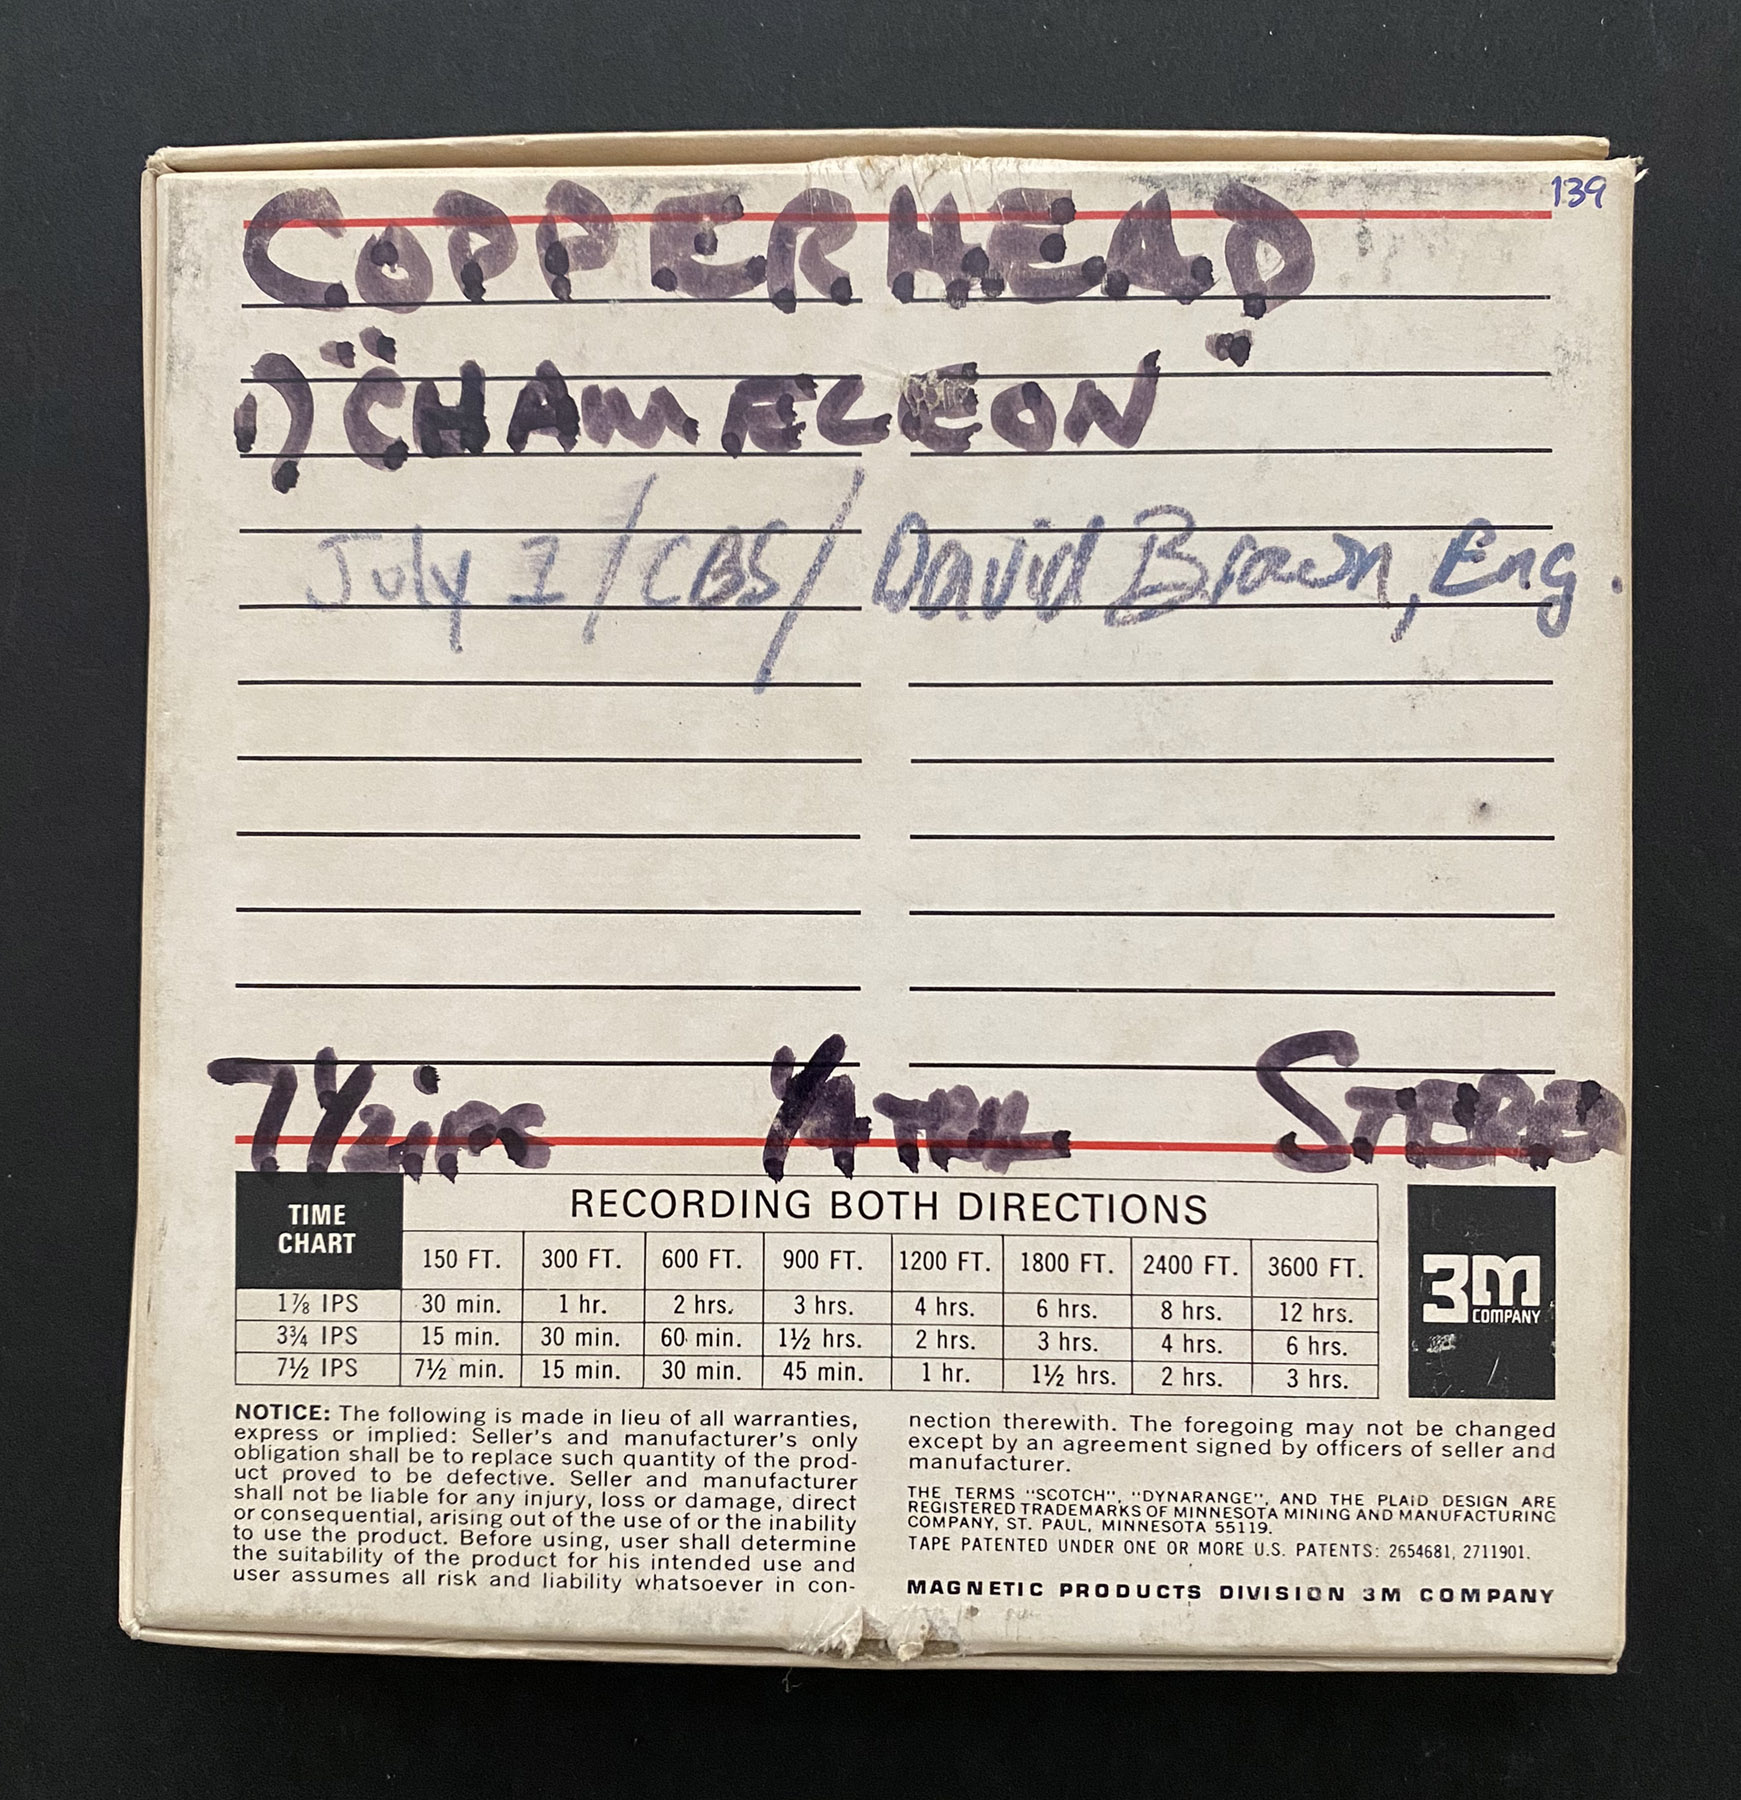 139
COPPERHEAD
1) "CHAMELEON"
July 1 / CBS / David Brown, Eng.
7 1/2 ips 1/4 TRK STEREO
TIME CHART
RECORDING BOTH DIRECTIONS
150 FT. 300 FT. 600 FT. 900 FT. 1200 FT. 1800 FT. 2400 FT. 3600 FT.
1⅞ IPS 30 min. 1 hr. 2 hrs. 3 hrs. 4 hrs. 6 hrs. 8 hrs. 12 hrs.
3¾ IPS 15 min. 30 min. 60 min. 1½ hrs. 2 hrs. 3 hrs. 4 hrs. 6 hrs.
7½ IPS 7½ min. 15 min. 30 min. 45 min. 1 hr. 1½ hrs. 2 hrs. 3 hrs.
3M
COMPANY
NOTICE: The following is made in lieu of all warranties,
express or implied: Seller's and manufacturer's only
obligation shall be to replace such quantity of the prod-
uct proved to be defective. Seller and manufacturer
shall not be liable for any injury, loss or damage, direct
or consequential, arising out of the use of or the inability
to use the product. Before using, user shall determine
the suitability of the product for his intended use and
user assumes all risk and liability whatsoever in con-
nection therewith. The foregoing may not be changed
except by an agreement signed by officers of seller and
manufacturer.
THE TERMS "SCOTCH", "DYNARANGE", AND THE PLAID DESIGN ARE
REGISTERED TRADEMARKS OF MINNESOTA MINING AND MANUFACTURING
COMPANY, ST. PAUL, MINNESOTA 55119.
TAPE PATENTED UNDER ONE OR MORE U.S. PATENTS: 2654681, 2711901.
MAGNETIC PRODUCTS DIVISION 3M COMPANY